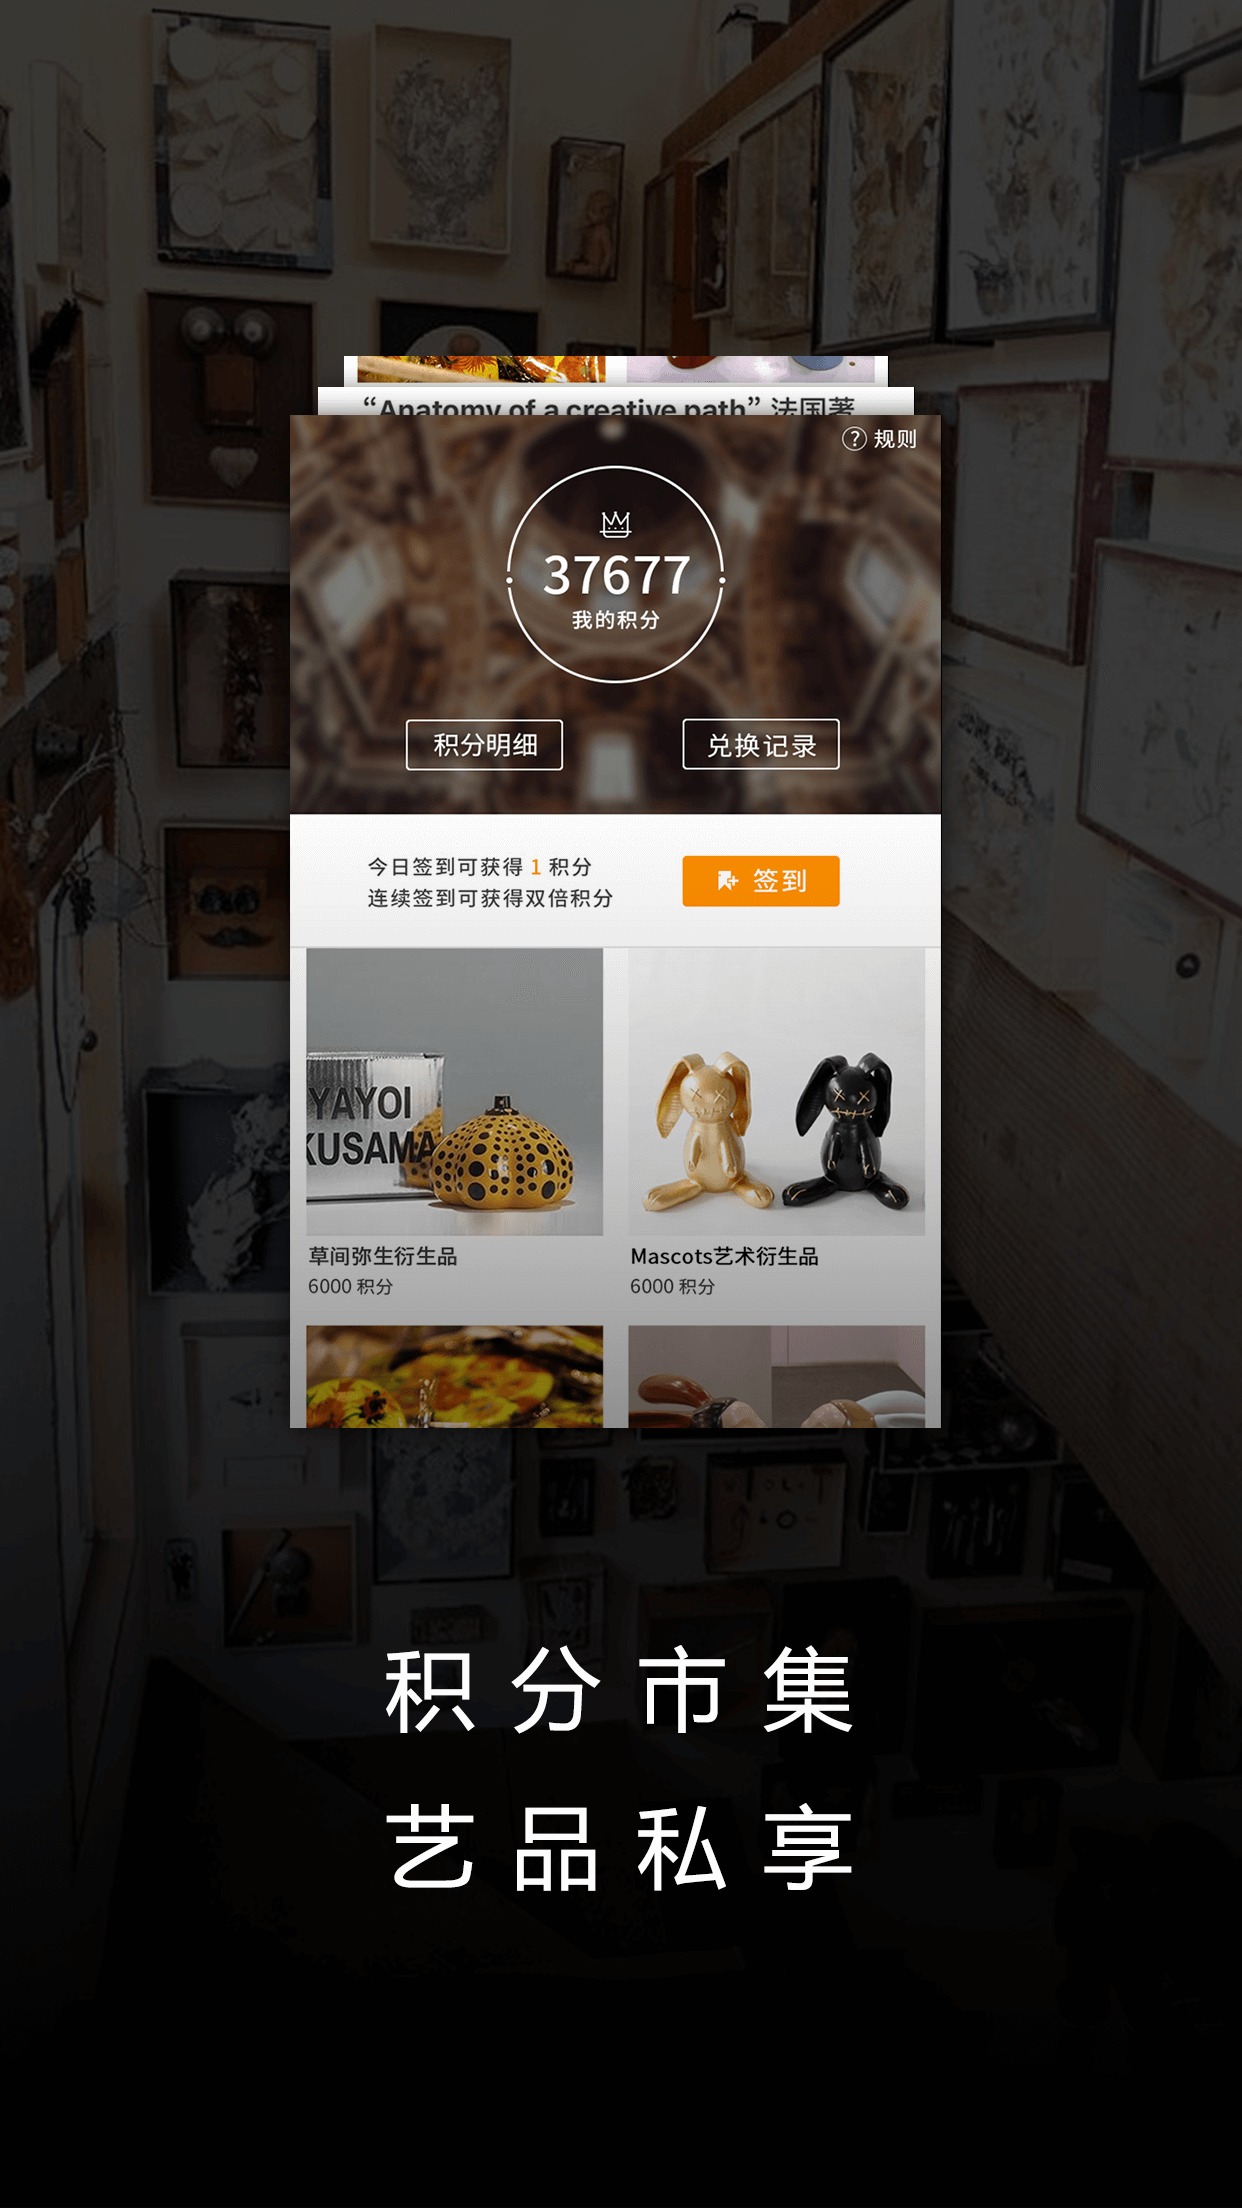 “Anatomy of a creative path” 法国著
? 规则
37677
我的积分
积分明细
兑换记录
今日签到可获得 1 积分
连续签到可获得双倍积分
签到
YAYOI
KUSAMA
草间弥生衍生品
6000 积分
Mascots艺术衍生品
6000 积分
积分市集
艺品私享